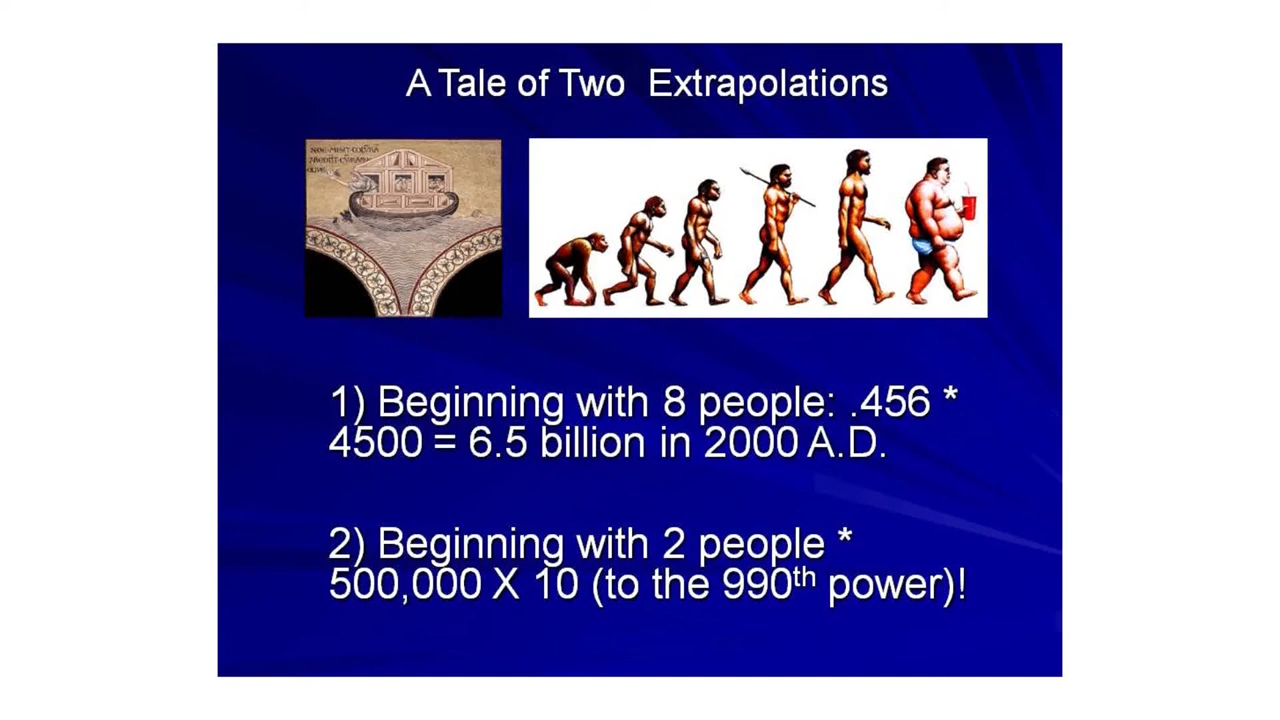 A Tale of Two Extrapolations
1) Beginning with 8 people: .456 *
4500 = 6.5 billion in 2000 A.D.
2) Beginning with 2 people *
500,000 X 10 (to the 990th power)!